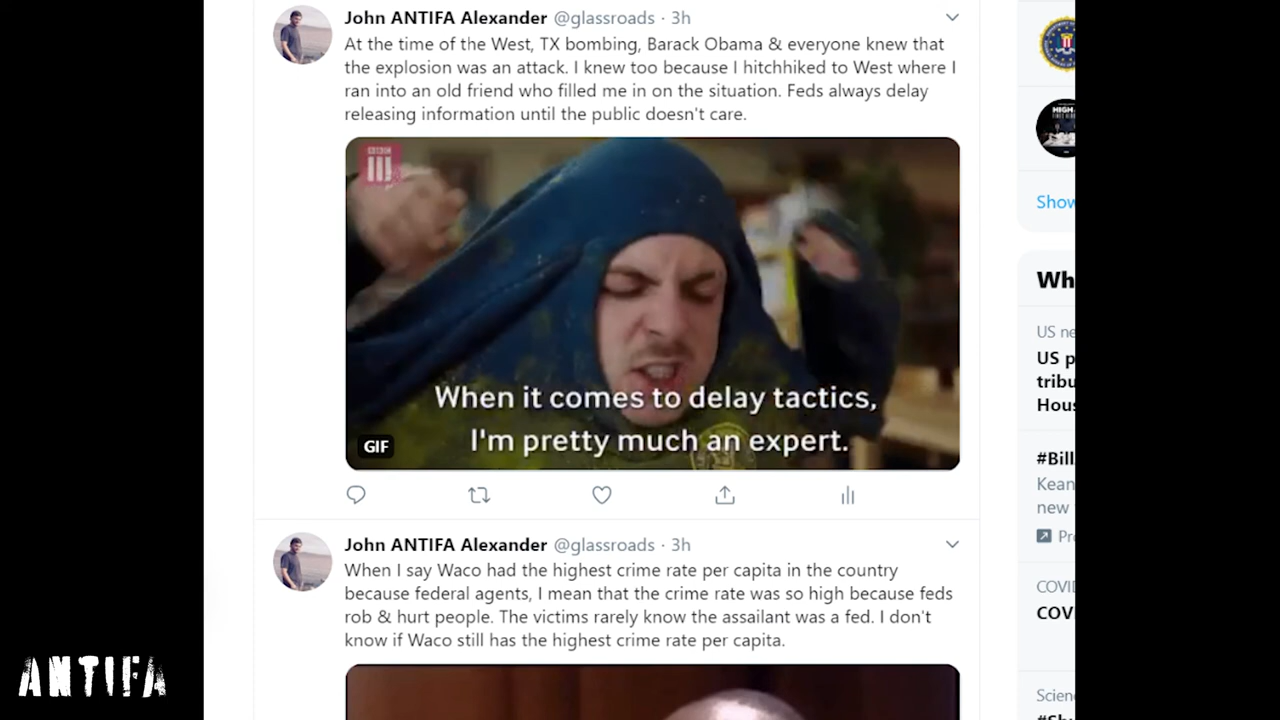 John ANTIFA Alexander @glassroads · 3h
At the time of the West, TX bombing, Barack Obama & everyone knew that
the explosion was an attack. I knew too because I hitchhiked to West where I
ran into an old friend who filled me in on the situation. Feds always delay
releasing information until the public doesn't care.
When it comes to delay tactics,
I'm pretty much an expert.
GIF
John ANTIFA Alexander @glassroads · 3h
When I say Waco had the highest crime rate per capita in the country
because federal agents, I mean that the crime rate was so high because feds
rob & hurt people. The victims rarely know the assailant was a fed. I don't
know if Waco still has the highest crime rate per capita.
HIGH
Show
Wh
US ne
US p
tribu
Hous
#Bill
Kean
new
Pro
COVID
COV
Scien
ANTIFA